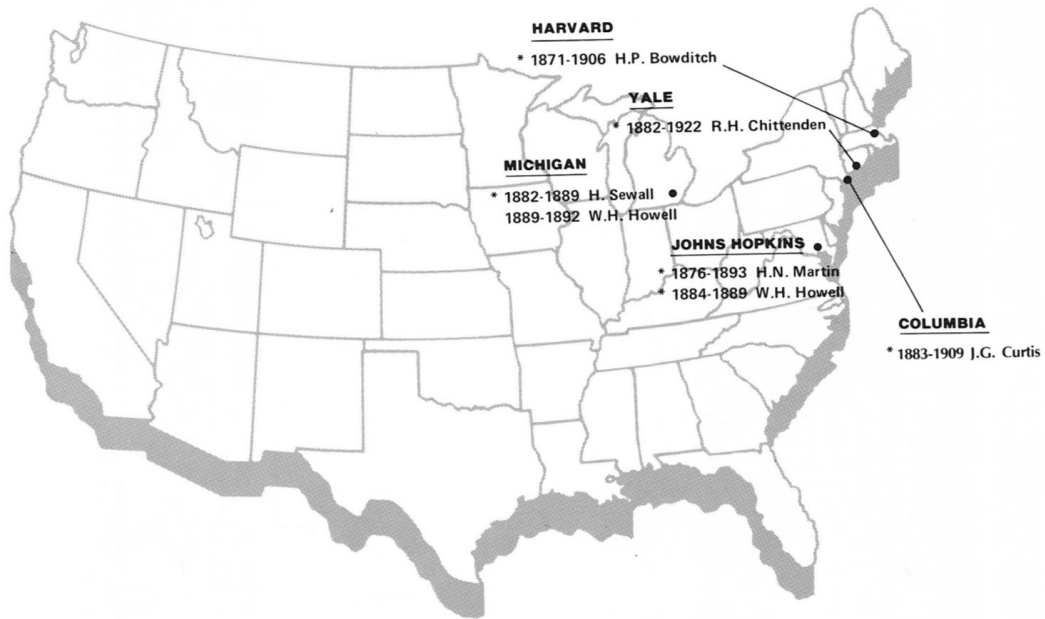 HARVARD
* 1871-1906 H.P. Bowditch
YALE
* 1882-1922 R.H. Chittenden
MICHIGAN
* 1882-1889 H. Sewall
1889-1892 W.H. Howell
JOHNS HOPKINS
* 1876-1893 H.N. Martin
* 1884-1889 W.H. Howell
COLUMBIA
* 1883-1909 J.G. Curtis